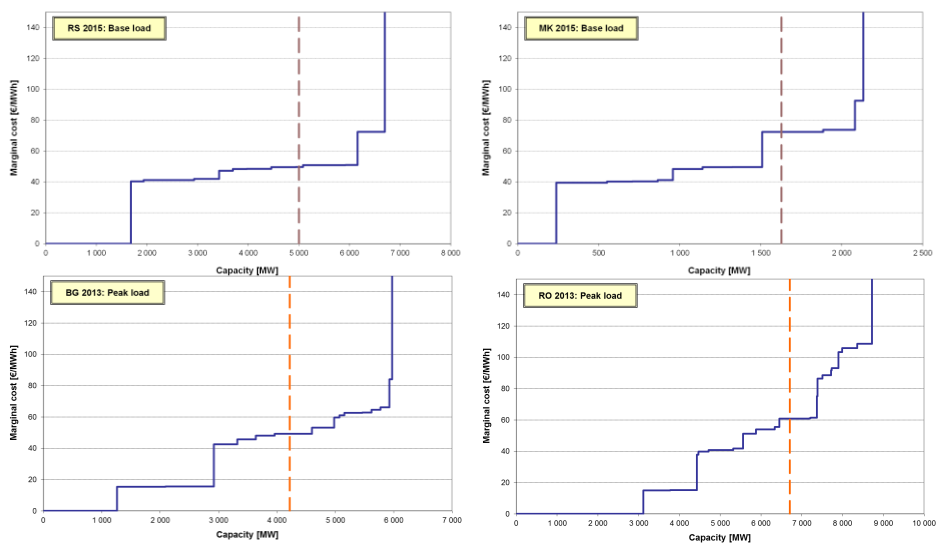 RS 2015: Base load
Marginal cost [€/MWh]
140
120
100
80
60
40
20
0
0 1 000 2 000 3 000 4 000 5 000 6 000 7 000 8 000
Capacity [MW]
MK 2015: Base load
Marginal cost [€/MWh]
140
120
100
80
60
40
20
0
0 500 1 000 1 500 2 000 2 500
Capacity [MW]
BG 2013: Peak load
Marginal cost [€/MWh]
140
120
100
80
60
40
20
0
0 1 000 2 000 3 000 4 000 5 000 6 000 7 000
Capacity [MW]
RO 2013: Peak load
Marginal cost [€/MWh]
140
120
100
80
60
40
20
0
0 1 000 2 000 3 000 4 000 5 000 6 000 7 000 8 000 9 000 10 000
Capacity [MW]